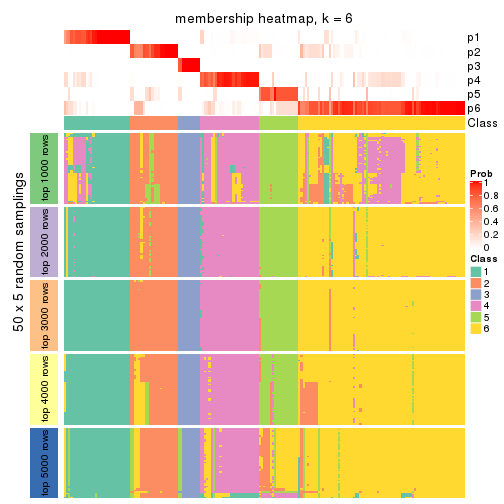 membership heatmap, k = 6
p1
p2
p3
p4
p5
p6
Class
50 x 5 random samplings
top 1000 rows
top 2000 rows
top 3000 rows
top 4000 rows
top 5000 rows
Prob
1
0.8
0.6
0.4
0.2
0
Class
1
2
3
4
5
6